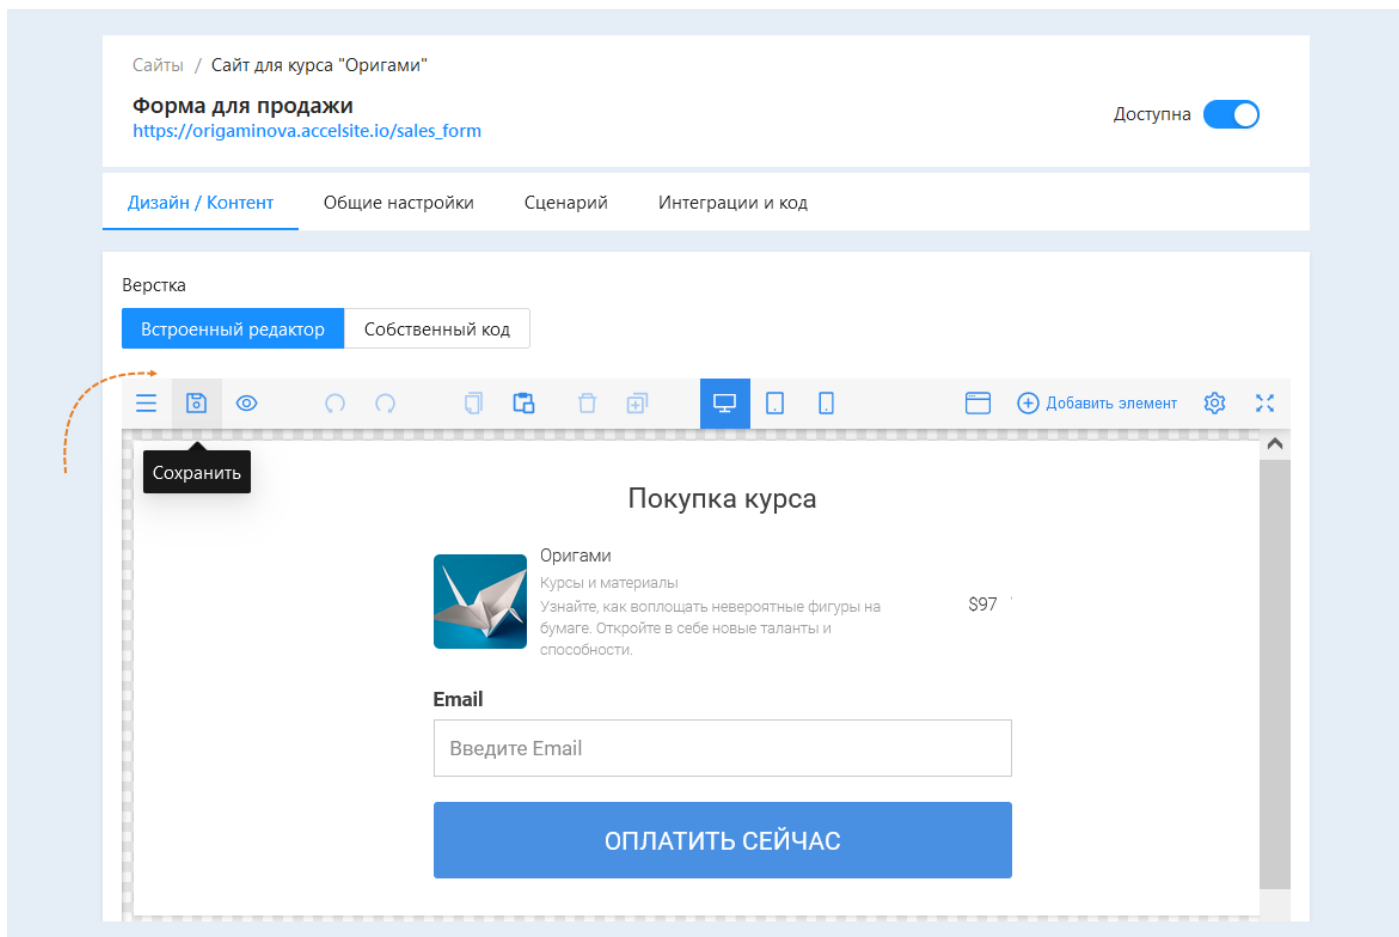 Сайты / Сайт для курса "Оригами"
Форма для продажи
https://origaminova.accelsite.io/sales_form
Доступна
Дизайн / Контент Общие настройки Сценарий Интеграции и код
Верстка
Встроенный редактор Собственный код
Добавить элемент
Сохранить
Покупка курса
Оригами
Курсы и материалы
Узнайте, как воплощать невероятные фигуры на
бумаге. Откройте в себе новые таланты и
способности.
$97
Email
Введите Email
ОПЛАТИТЬ СЕЙЧАС